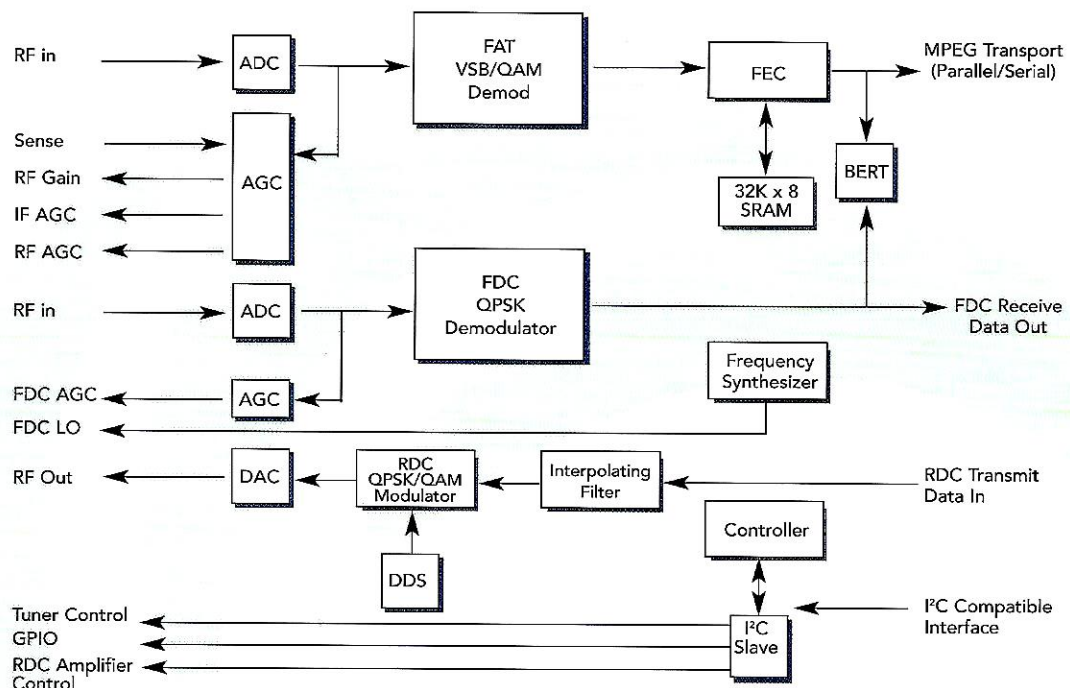 RF in
ADC
FAT
VSB/QAM
Demod
FEC
MPEG Transport
(Parallel/Serial)
Sense
RF Gain
IF AGC
RF AGC
AGC
32K x 8
SRAM
BERT
RF in
ADC
FDC
QPSK
Demodulator
FDC Receive
Data Out
Frequency
Synthesizer
FDC AGC
AGC
FDC LO
RF Out
DAC
RDC
QPSK/QAM
Modulator
Interpolating
Filter
RDC Transmit
Data In
Controller
DDS
Tuner Control
GPIO
RDC Amplifier
Control
I²C
Slave
I²C Compatible
Interface